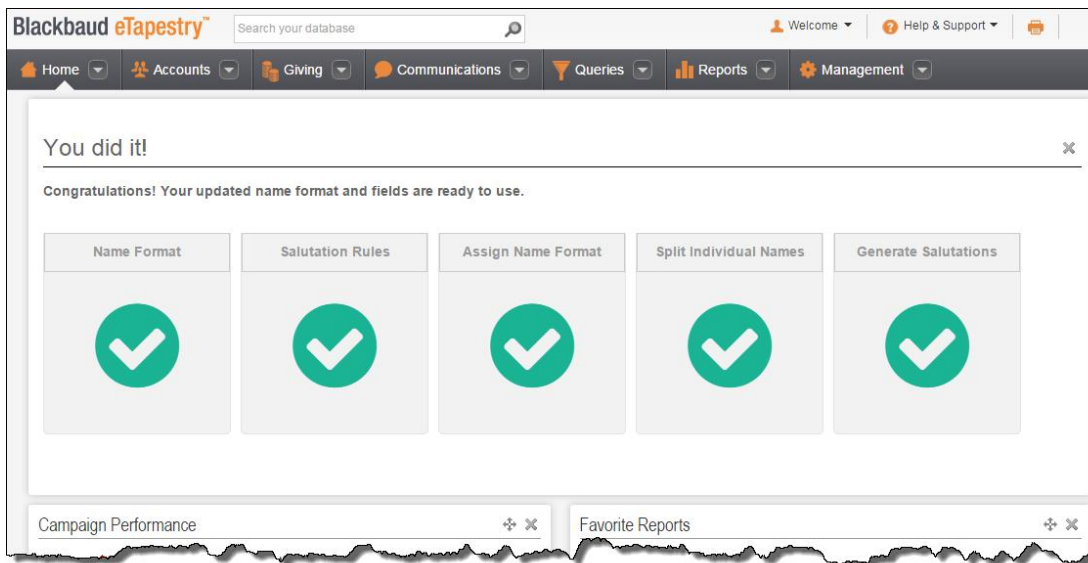 Blackbaud eTapestry™ Search your database Welcome Help & Support
Home Accounts Giving Communications Queries Reports Management
You did it!
Congratulations! Your updated name format and fields are ready to use.
Name Format Salutation Rules Assign Name Format Split Individual Names Generate Salutations
Campaign Performance Favorite Reports